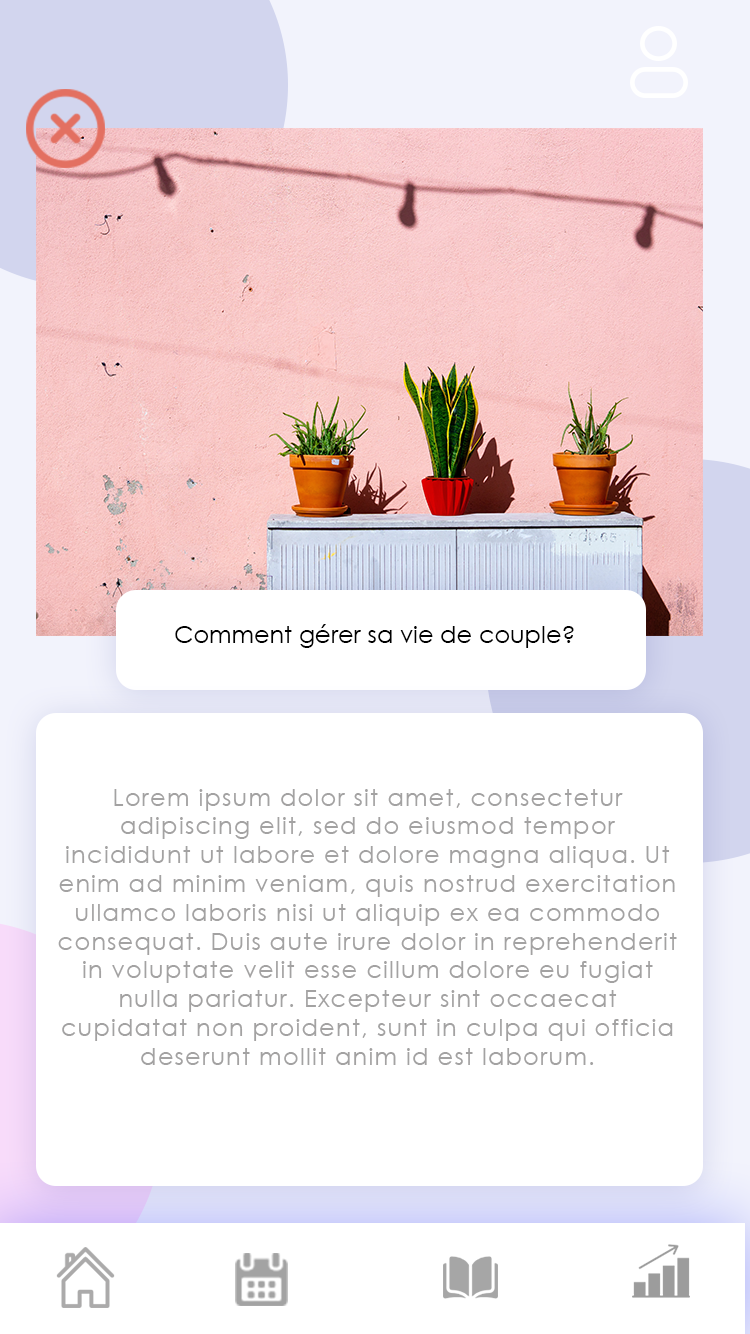 Comment gérer sa vie de couple?
Lorem ipsum dolor sit amet, consectetur
adipiscing elit, sed do eiusmod tempor
incididunt ut labore et dolore magna aliqua. Ut
enim ad minim veniam, quis nostrud exercitation
ullamco laboris nisi ut aliquip ex ea commodo
consequat. Duis aute irure dolor in reprehenderit
in voluptate velit esse cillum dolore eu fugiat
nulla pariatur. Excepteur sint occaecat
cupidatat non proident, sunt in culpa qui officia
deserunt mollit anim id est laborum.